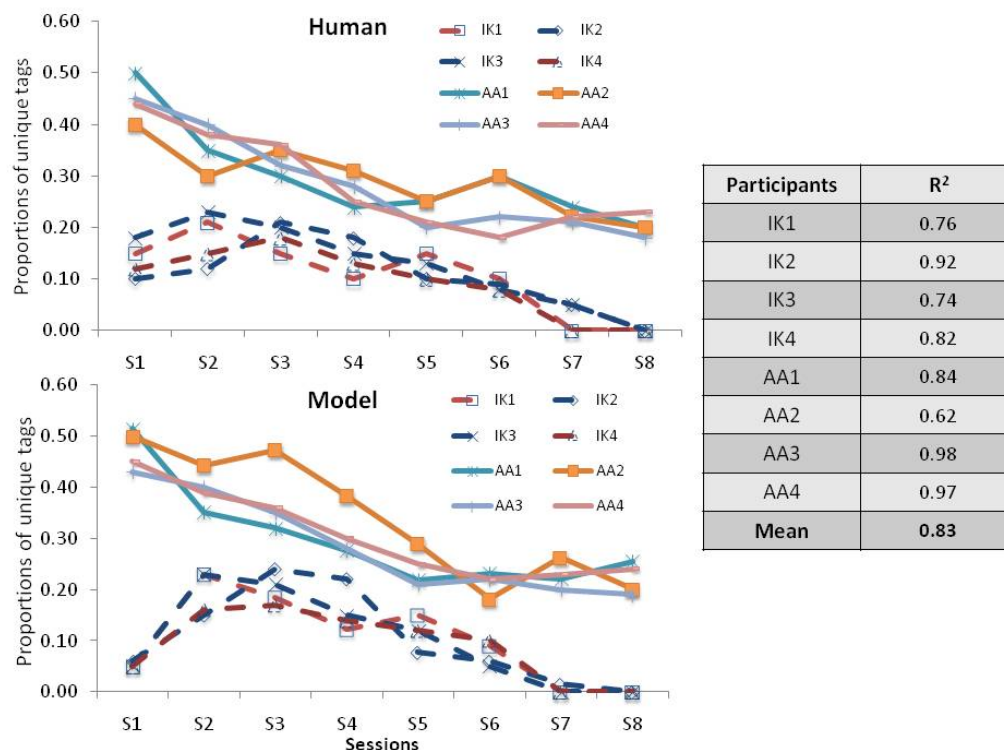 Human
IK1 IK2
IK3 IK4
AA1 AA2
AA3 AA4
Proportions of unique tags
0.60
0.50
0.40
0.30
0.20
0.10
0.00
S1 S2 S3 S4 S5 S6 S7 S8
Model
IK1 IK2
IK3 IK4
AA1 AA2
AA3 AA4
Proportions of unique tags
0.60
0.50
0.40
0.30
0.20
0.10
0.00
S1 S2 S3 S4 S5 S6 S7 S8
Sessions
Participants R²
IK1 0.76
IK2 0.92
IK3 0.74
IK4 0.82
AA1 0.84
AA2 0.62
AA3 0.98
AA4 0.97
Mean 0.83